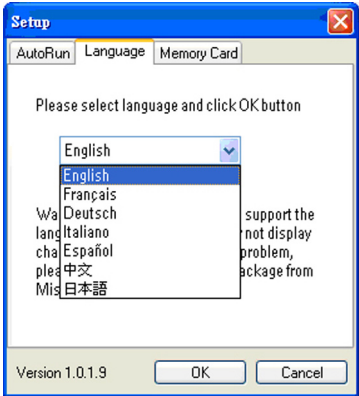 Setup
AutoRun Language Memory Card
Please select language and click OK button
English
English
Français
Wa Deutsch support the
lang Italiano not display
cha Español problem,
plea 中文 ackage from
Mis 日本語
Version 1.0.1.9 OK Cancel